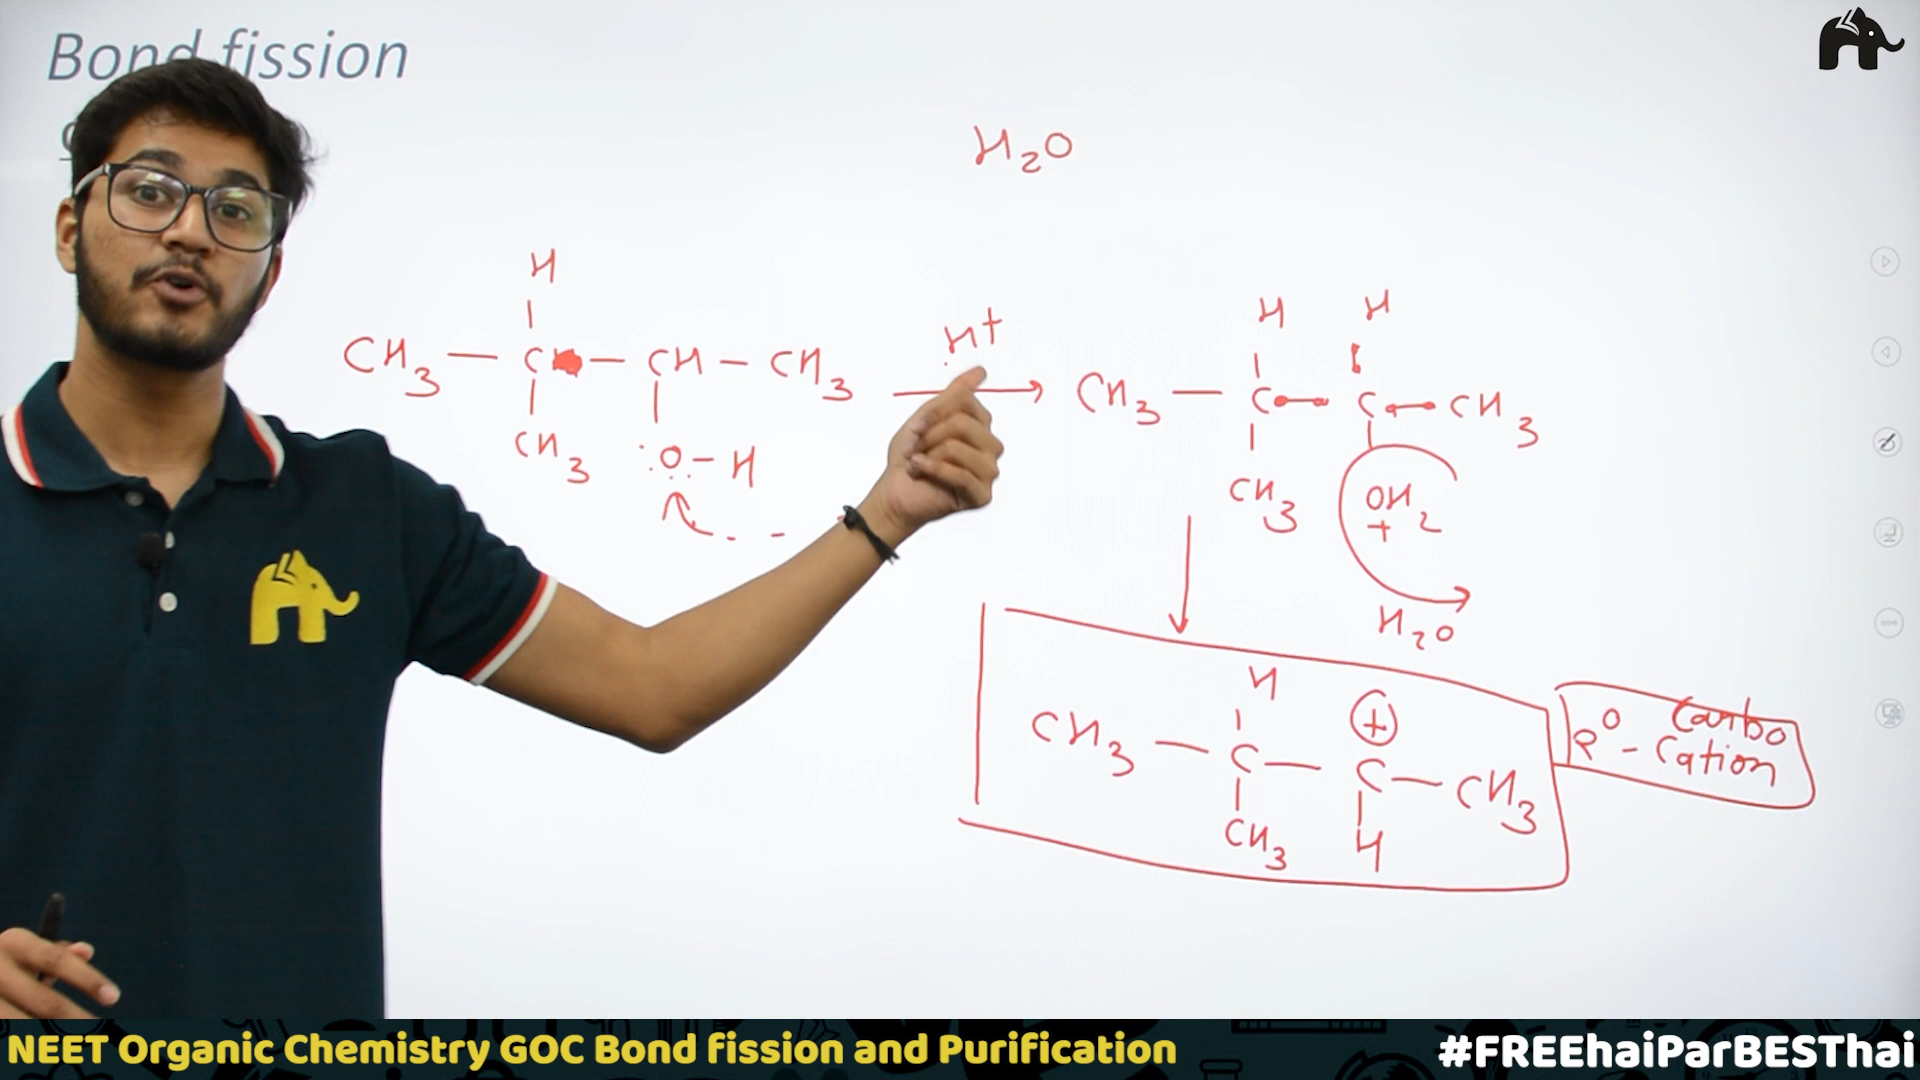 Bond fission
H₂O
H
CH₃ — C — CH — CH₃
CH₃
:O̤ – H
H⁺
H H
CH₃ — C — C — CH₃
CH₃
OH₂
+
H₂O
H
⊕
CH₃ — C — C — CH₃
CH₃
H
2⁰ - Carbo
Cation
NEET Organic Chemistry GOC Bond fission and Purification
#FREEhaiParBESThai